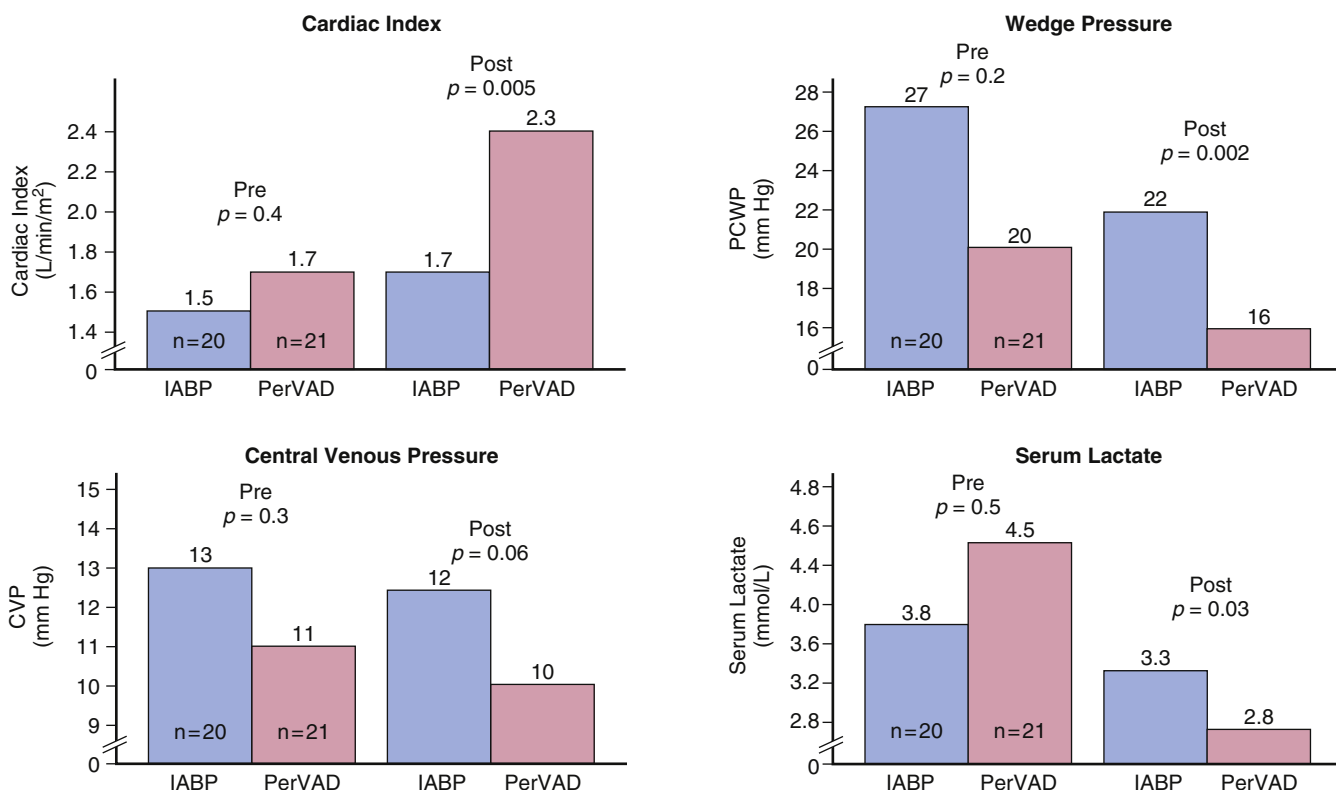 Cardiac Index
Cardiac Index
(L/min/m²)
2.4
2.2
2.0
1.8
1.6
1.4
0
Pre
p = 0.4
Post
p = 0.005
1.5
1.7
1.7
2.3
n=20
n=21
IABP
PerVAD
IABP
PerVAD
Wedge Pressure
PCWP
(mm Hg)
28
26
24
22
20
16
0
Pre
p = 0.2
Post
p = 0.002
27
20
22
16
n=20
n=21
IABP
PerVAD
IABP
PerVAD
Central Venous Pressure
CVP
(mm Hg)
15
14
13
12
11
10
9
0
Pre
p = 0.3
Post
p = 0.06
13
11
12
10
n=20
n=21
IABP
PerVAD
IABP
PerVAD
Serum Lactate
Serum Lactate
(mmol/L)
4.8
4.6
4.4
4.0
3.6
3.2
2.8
0
Pre
p = 0.5
Post
p = 0.03
3.8
4.5
3.3
2.8
n=20
n=21
IABP
PerVAD
IABP
PerVAD